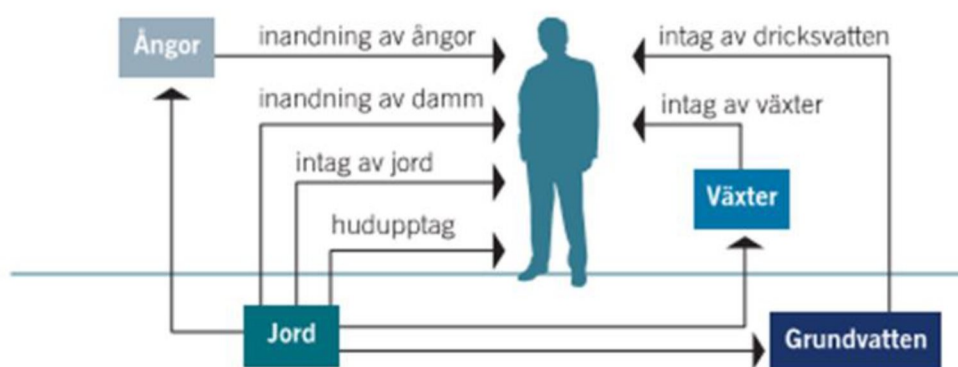 Ångor
inandning av ångor
intag av dricksvatten
inandning av damm
intag av växter
intag av jord
Växter
hudupptag
Jord
Grundvatten